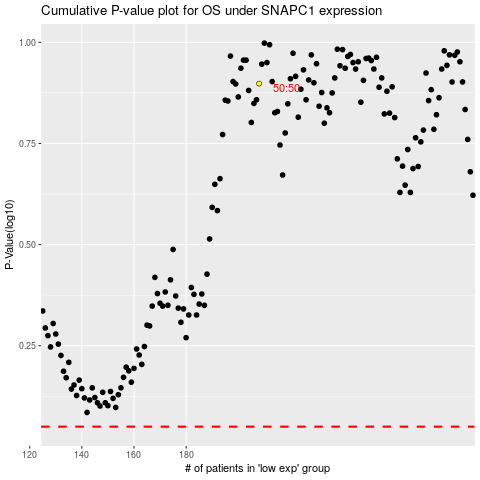 Cumulative P-value plot for OS under SNAPC1 expression
1.00
50:50
0.75
P-Value(log10)
0.50
0.25
120 140 160 180
# of patients in 'low exp' group